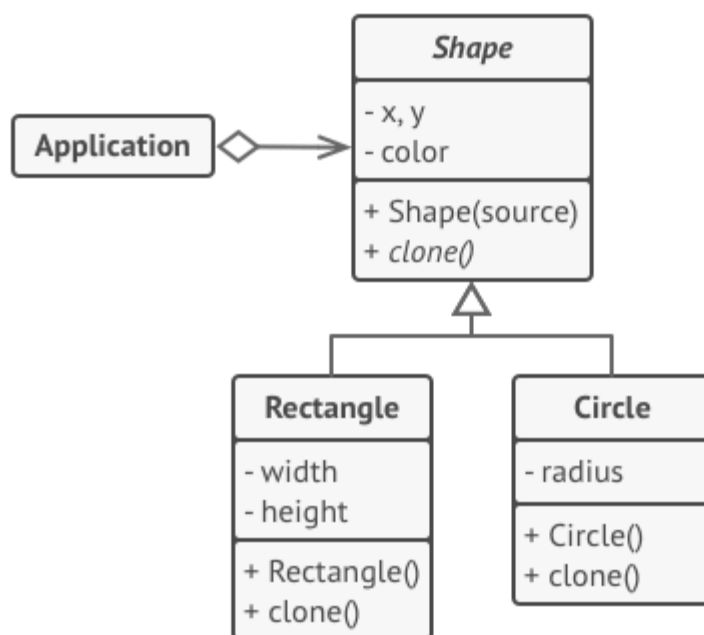 Shape
- x, y
- color
+ Shape(source)
+ clone()
Application
Rectangle
- width
- height
+ Rectangle()
+ clone()
Circle
- radius
+ Circle()
+ clone()